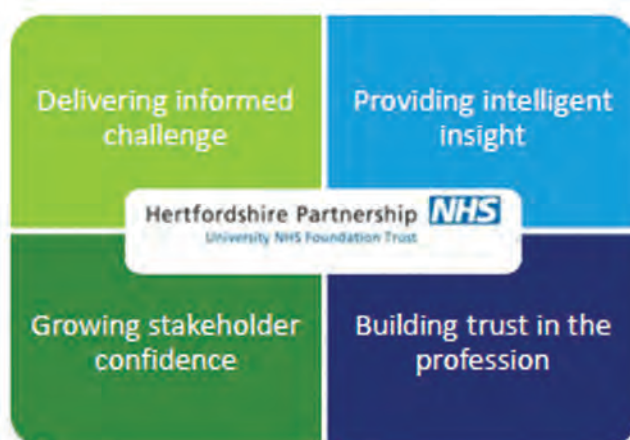 Delivering informed
challenge
Providing intelligent
insight
Hertfordshire Partnership NHS
University NHS Foundation Trust
Growing stakeholder
confidence
Building trust in the
profession